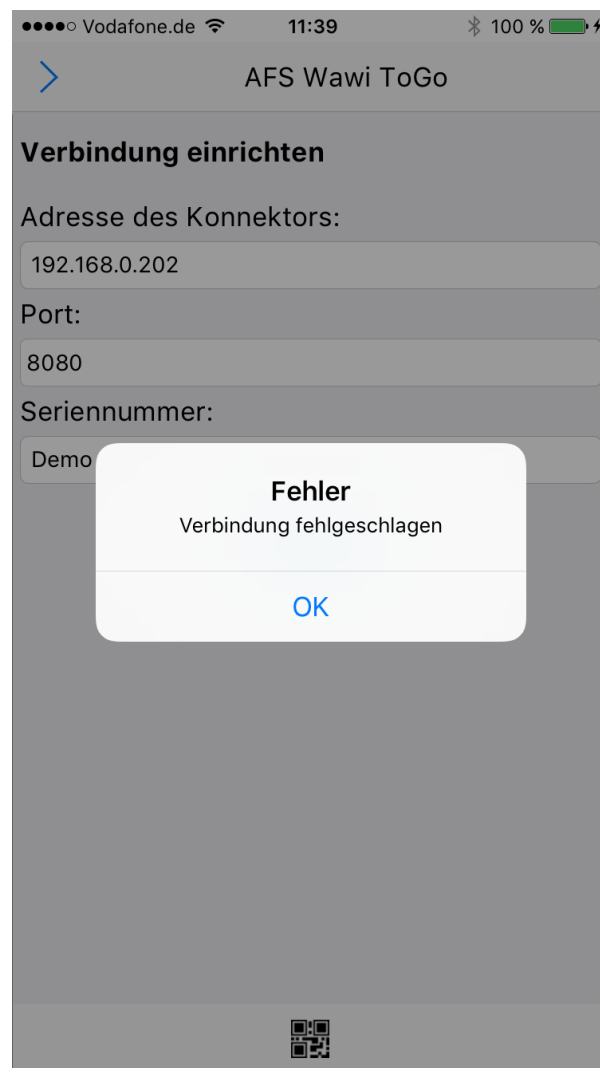 Vodafone.de 11:39 100 %
AFS Wawi ToGo
Verbindung einrichten
Adresse des Konnektors:
192.168.0.202
Port:
8080
Seriennummer:
Demo
Fehler
Verbindung fehlgeschlagen
OK